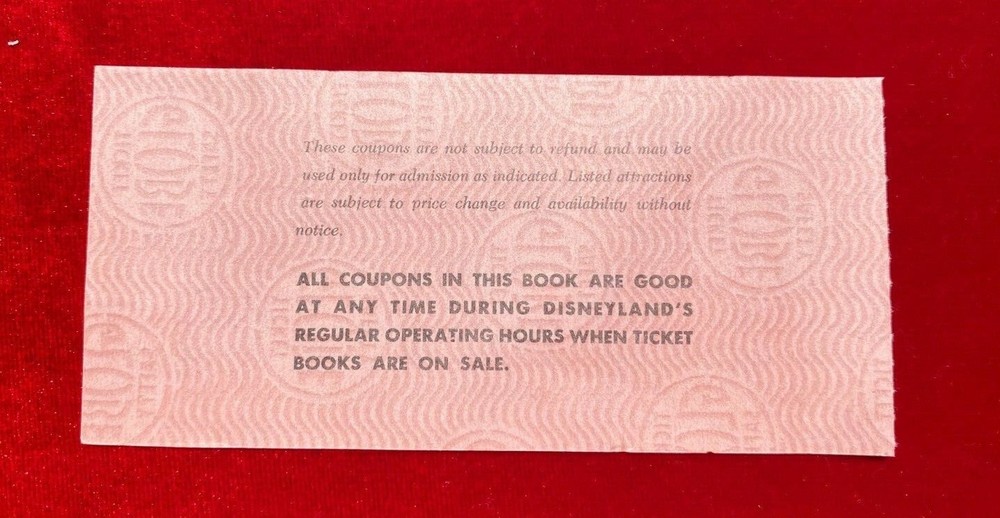 These coupons are not subject to refund and may be
used only for admission as indicated. Listed attractions
are subject to price change and availability without
notice.
ALL COUPONS IN THIS BOOK ARE GOOD
AT ANY TIME DURING DISNEYLAND'S
REGULAR OPERATING HOURS WHEN TICKET
BOOKS ARE ON SALE.